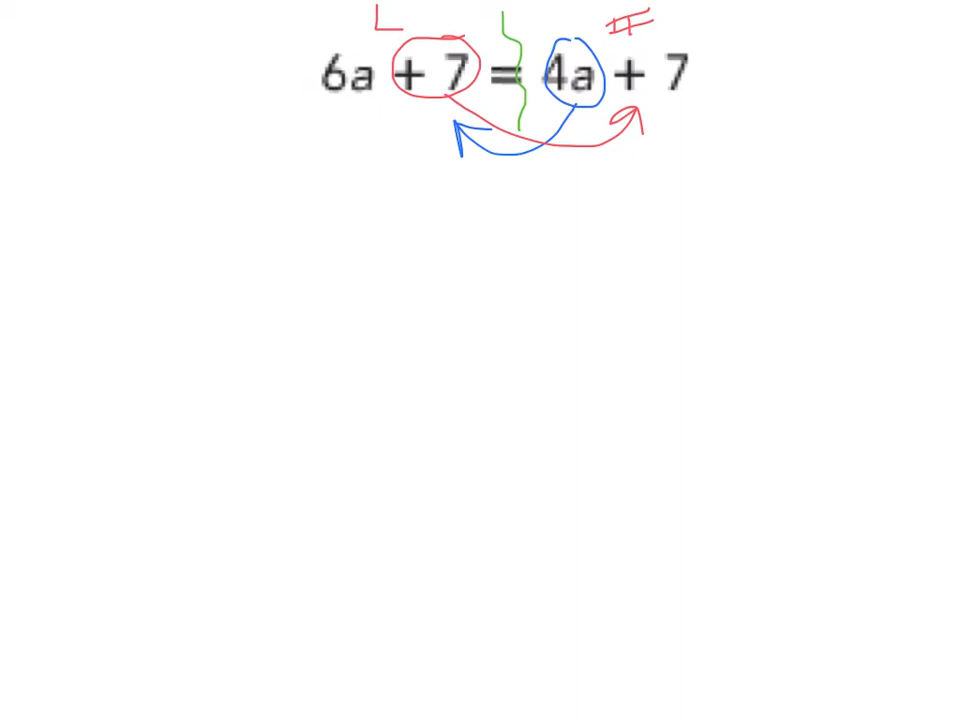 L #
6a + 7 = 4a + 7